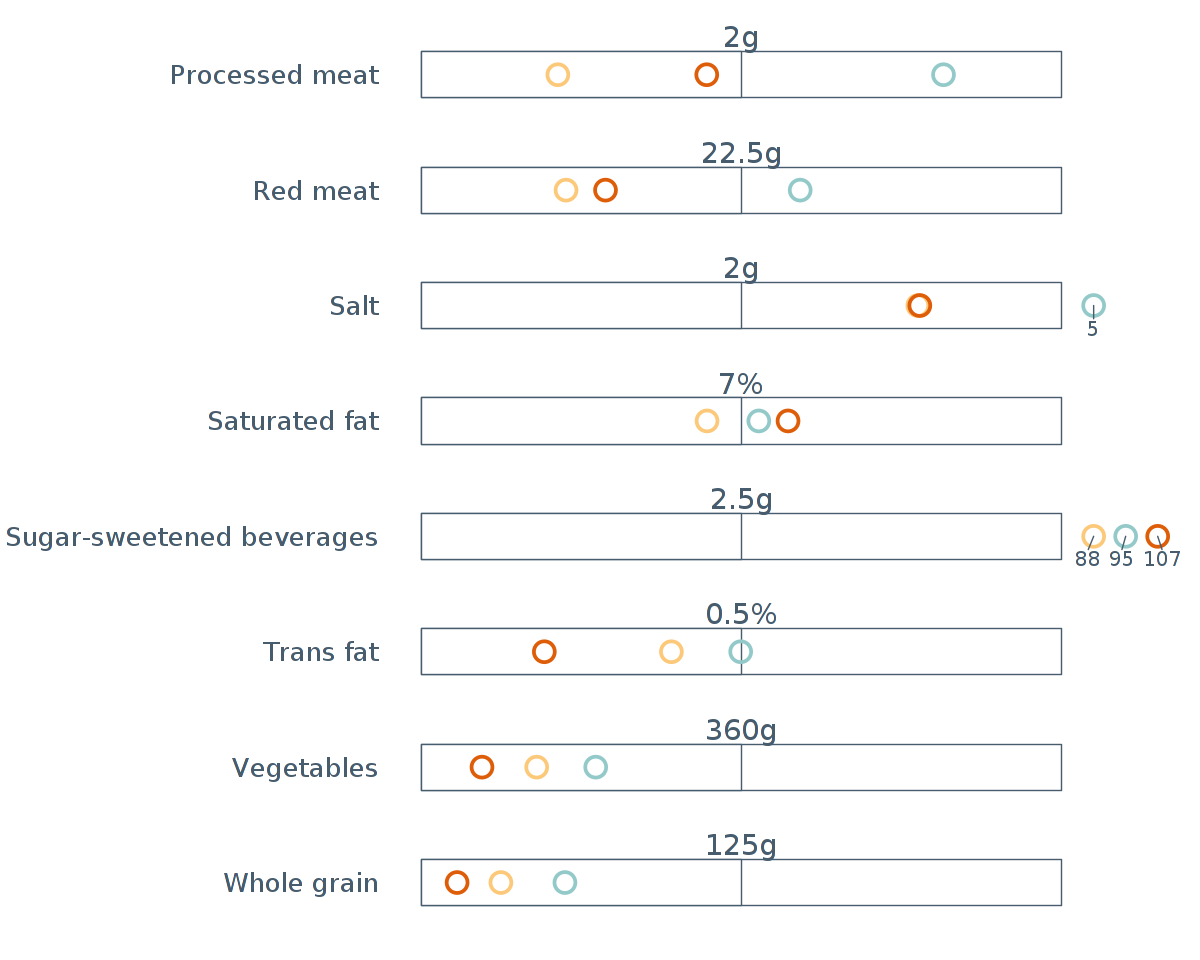 2g
Processed meat
22.5g
Red meat
2g
Salt
5
7%
Saturated fat
2.5g
Sugar-sweetened beverages
88 95 107
0.5%
Trans fat
360g
Vegetables
125g
Whole grain